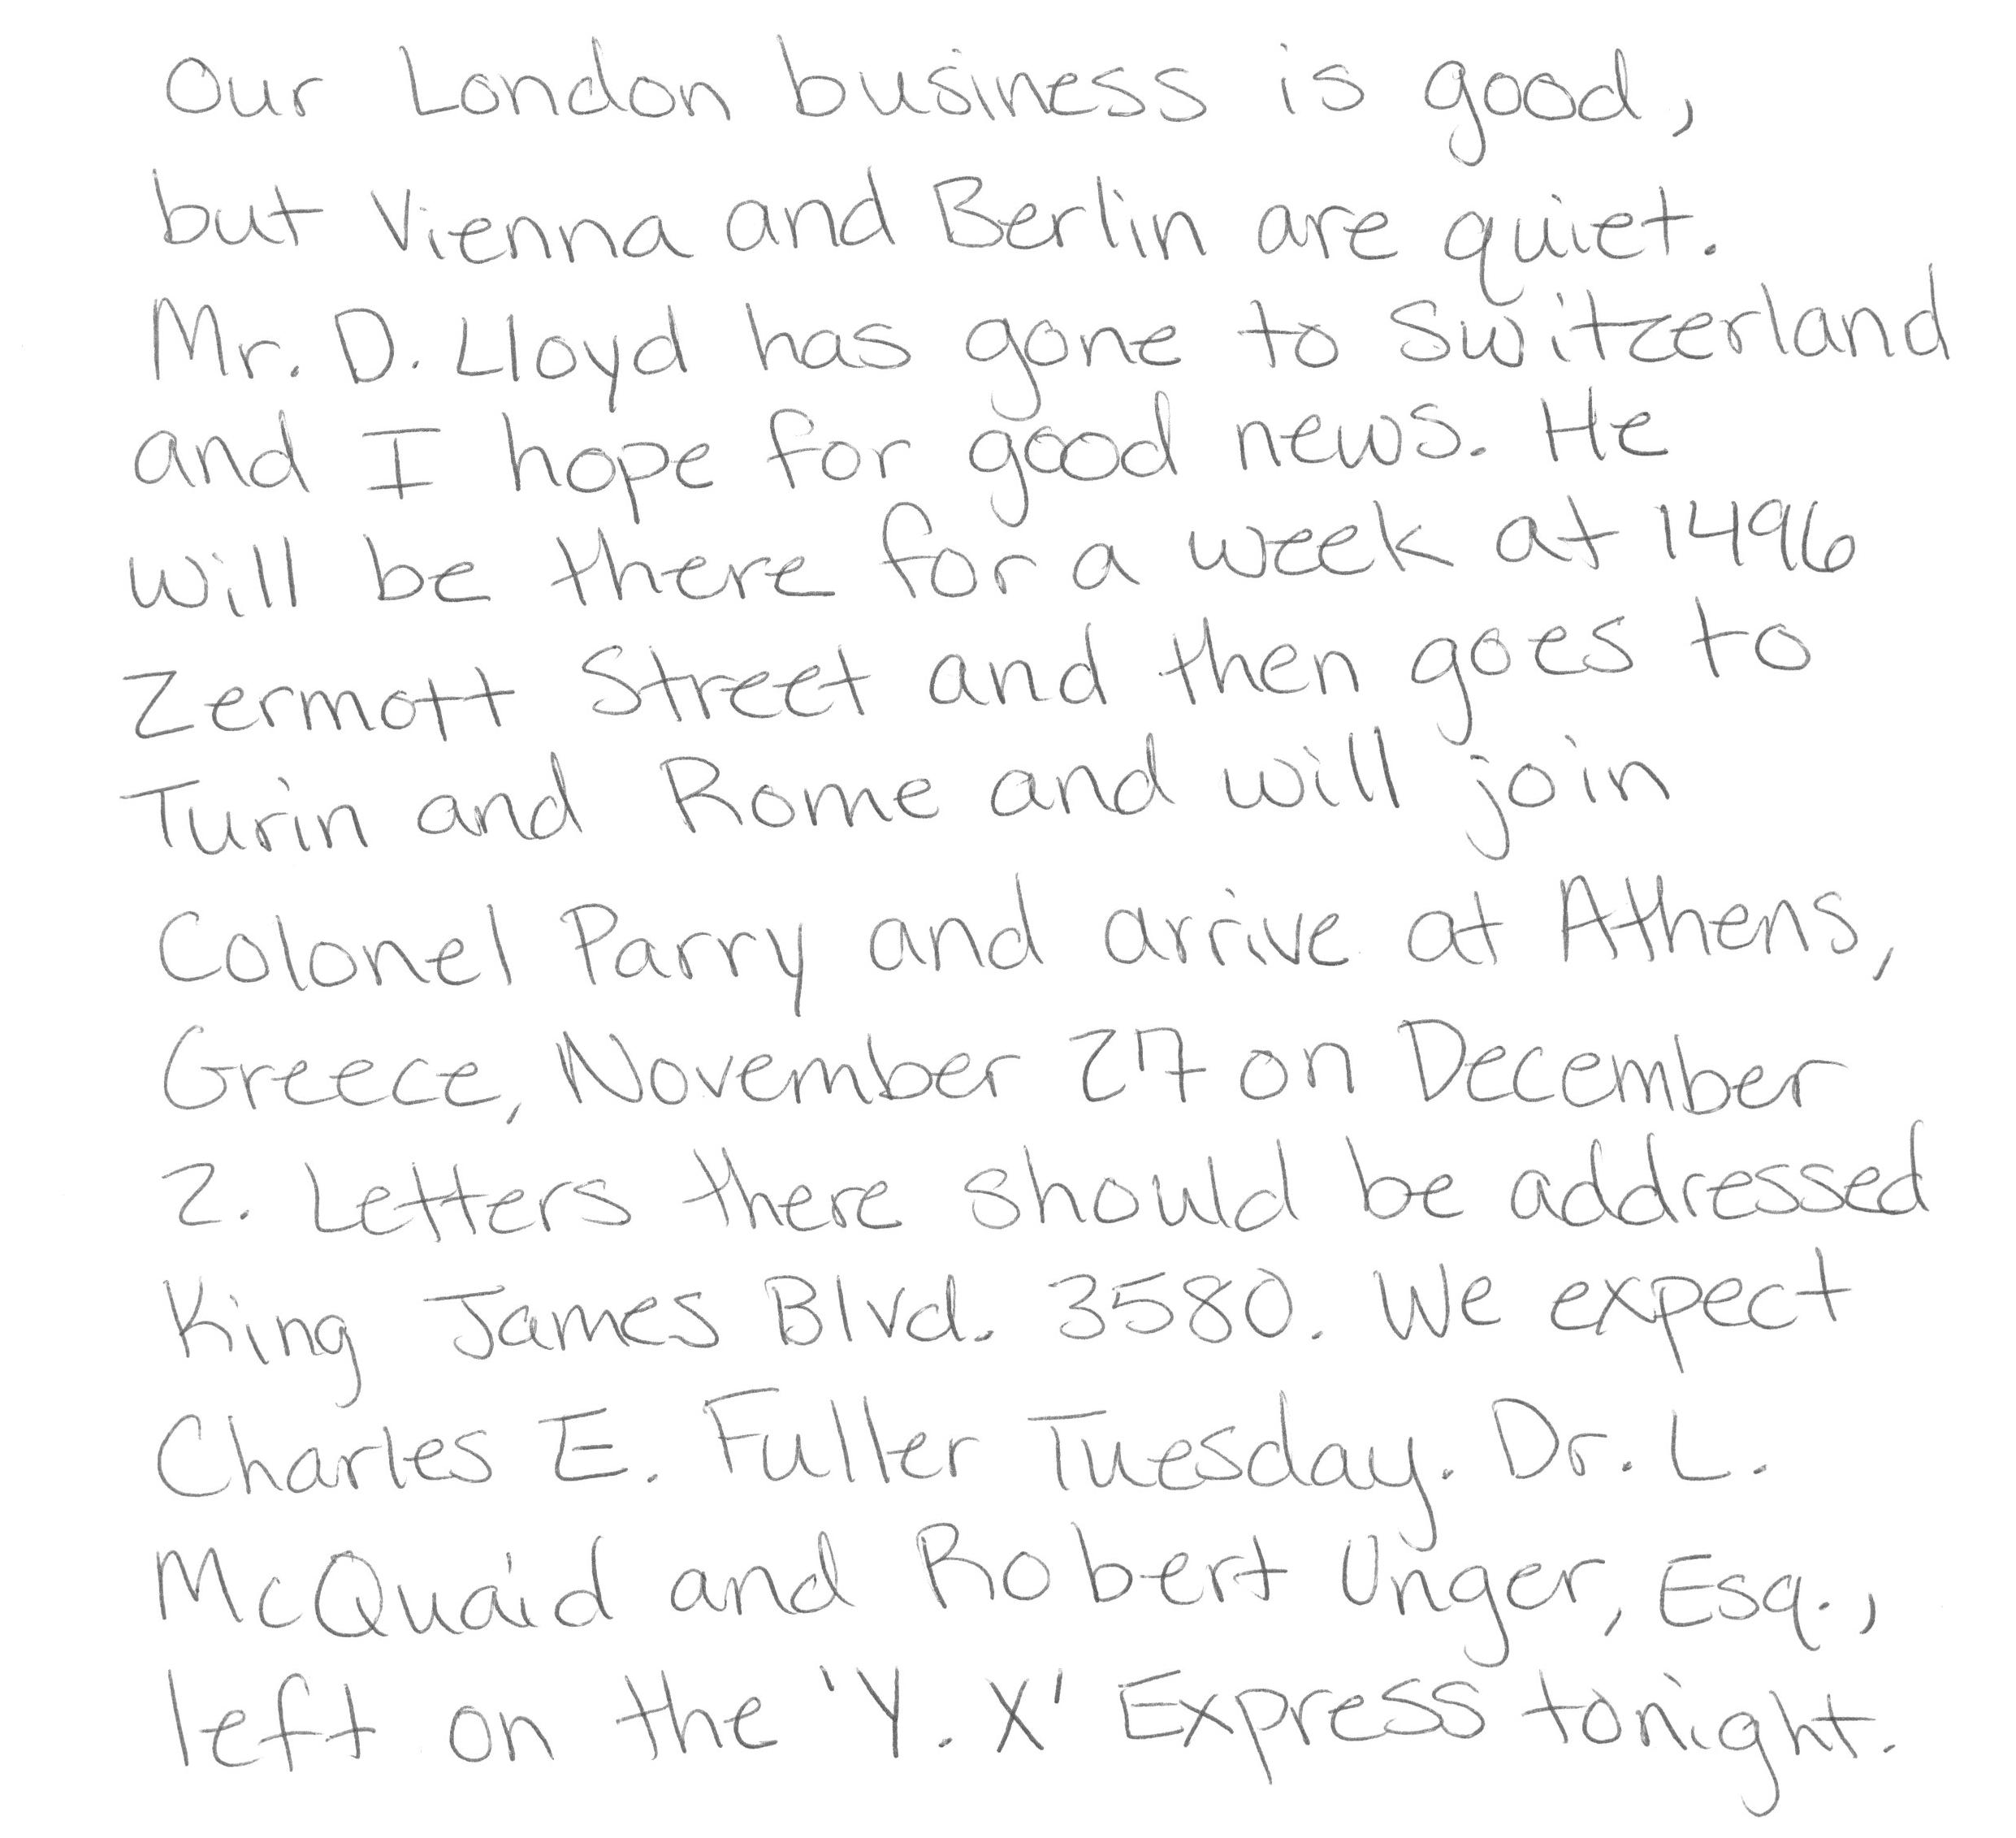 Our London business is good,
but Vienna and Berlin are quiet.
Mr. D. Lloyd has gone to Switzerland
and I hope for good news. He
will be there for a week at 1496
Zermott Street and then goes to
Turin and Rome and will join
Colonel Parry and arrive at Athens,
Greece, November 27 on December
2. Letters there should be addressed
King James Blvd. 3580. We expect
Charles E. Fuller Tuesday. Dr. L.
McQuaid and Robert Unger, Esq.,
left on the 'Y. X' Express tonight.